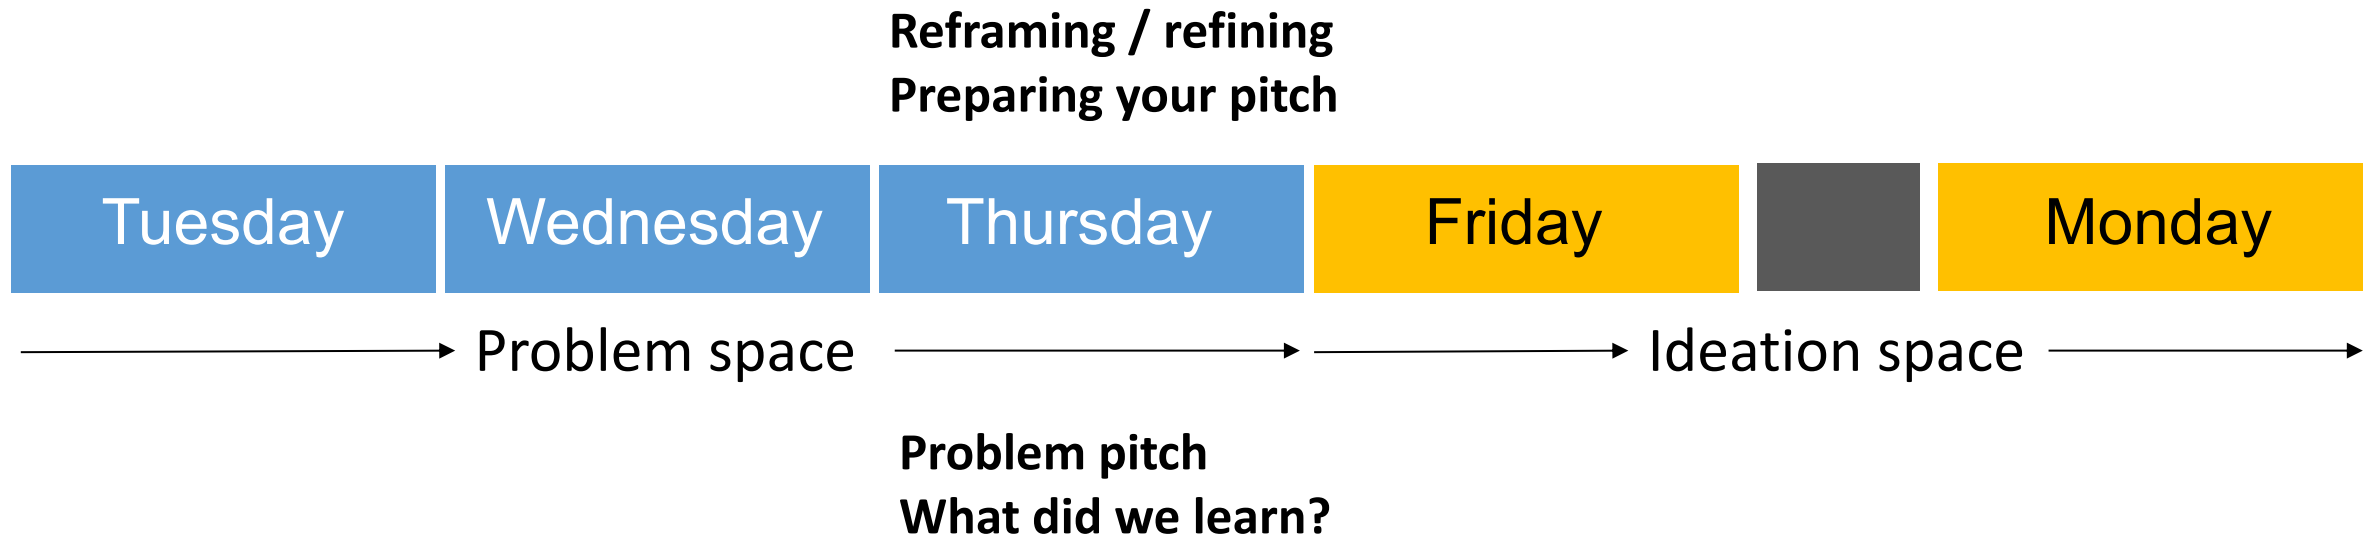 Reframing / refining
Preparing your pitch
Tuesday Wednesday Thursday Friday Monday
Problem space Ideation space
Problem pitch
What did we learn?